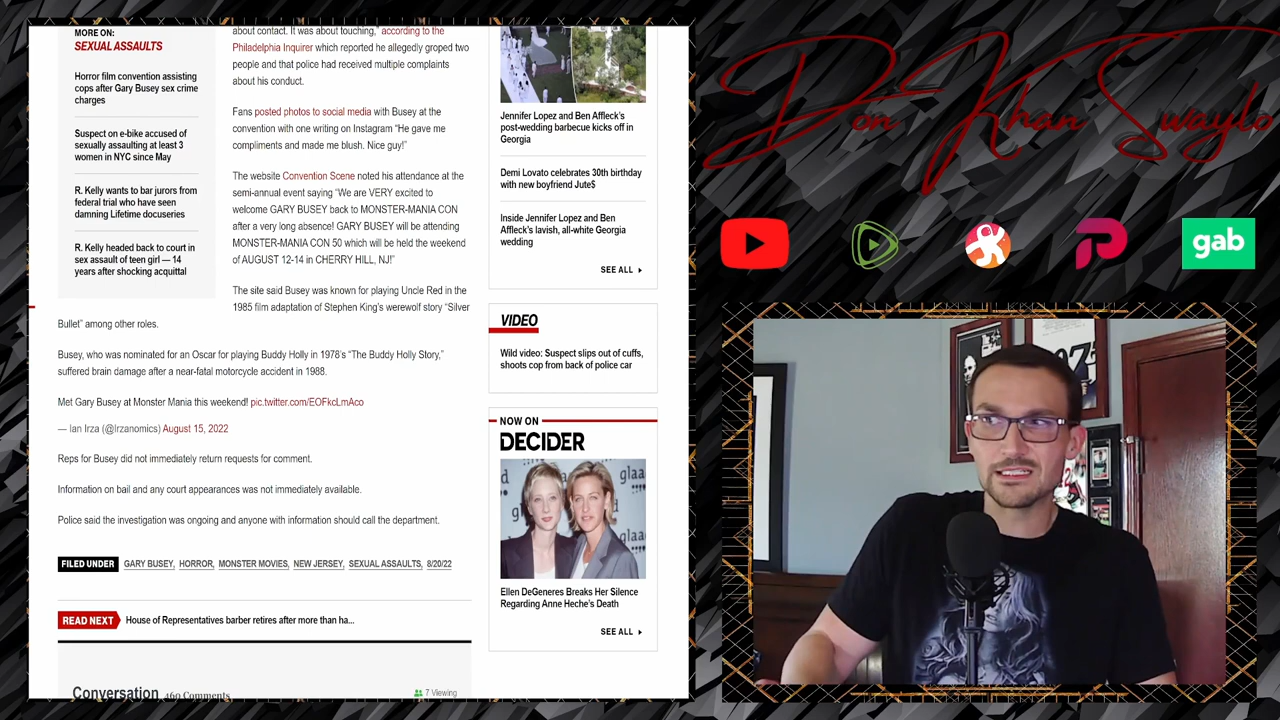 MORE ON:
SEXUAL ASSAULTS
Horror film convention assisting
cops after Gary Busey sex crime
charges
Suspect on e-bike accused of
sexually assaulting at least 3
women in NYC since May
R. Kelly wants to bar jurors from
federal trial who have seen
damning Lifetime docuseries
R. Kelly headed back to court in
sex assault of teen girl — 14
years after shocking acquittal
about contact. It was about touching,” according to the
Philadelphia Inquirer which reported he allegedly groped two
people and that police had received multiple complaints
about his conduct.
Fans posted photos to social media with Busey at the
convention with one writing on Instagram “He gave me
compliments and made me blush. Nice guy!”
The website Convention Scene noted his attendance at the
semi-annual event saying “We are VERY excited to
welcome GARY BUSEY back to MONSTER-MANIA CON
after a very long absence! GARY BUSEY will be attending
MONSTER-MANIA CON 50 which will be held the weekend
of AUGUST 12-14 in CHERRY HILL, NJ!”
The site said Busey was known for playing Uncle Red in the
1985 film adaptation of Stephen King’s werewolf story “Silver
Bullet” among other roles.
Busey, who was nominated for an Oscar for playing Buddy Holly in 1978’s “The Buddy Holly Story,”
suffered brain damage after a near-fatal motorcycle accident in 1988.
Met Gary Busey at Monster Mania this weekend! pic.twitter.com/EOFkcLmAco
— Ian Irza (@Irzanomics) August 15, 2022
Reps for Busey did not immediately return requests for comment.
Information on bail and any court appearances was not immediately available.
Police said the investigation was ongoing and anyone with information should call the department.
FILED UNDER GARY BUSEY, HORROR, MONSTER MOVIES, NEW JERSEY, SEXUAL ASSAULTS, 8/20/22
READ NEXT House of Representatives barber retires after more than ha...
Conversation 460 Comments
7 Viewing
Jennifer Lopez and Ben Affleck’s
post-wedding barbecue kicks off in
Georgia
Demi Lovato celebrates 30th birthday
with new boyfriend Jute$
Inside Jennifer Lopez and Ben
Affleck’s lavish, all-white Georgia
wedding
SEE ALL
VIDEO
Wild video: Suspect slips out of cuffs,
shoots cop from back of police car
NOW ON
DECIDER
glaa
Ellen DeGeneres Breaks Her Silence
Regarding Anne Heche’s Death
SEE ALL
Don Khan Swaylo
gab